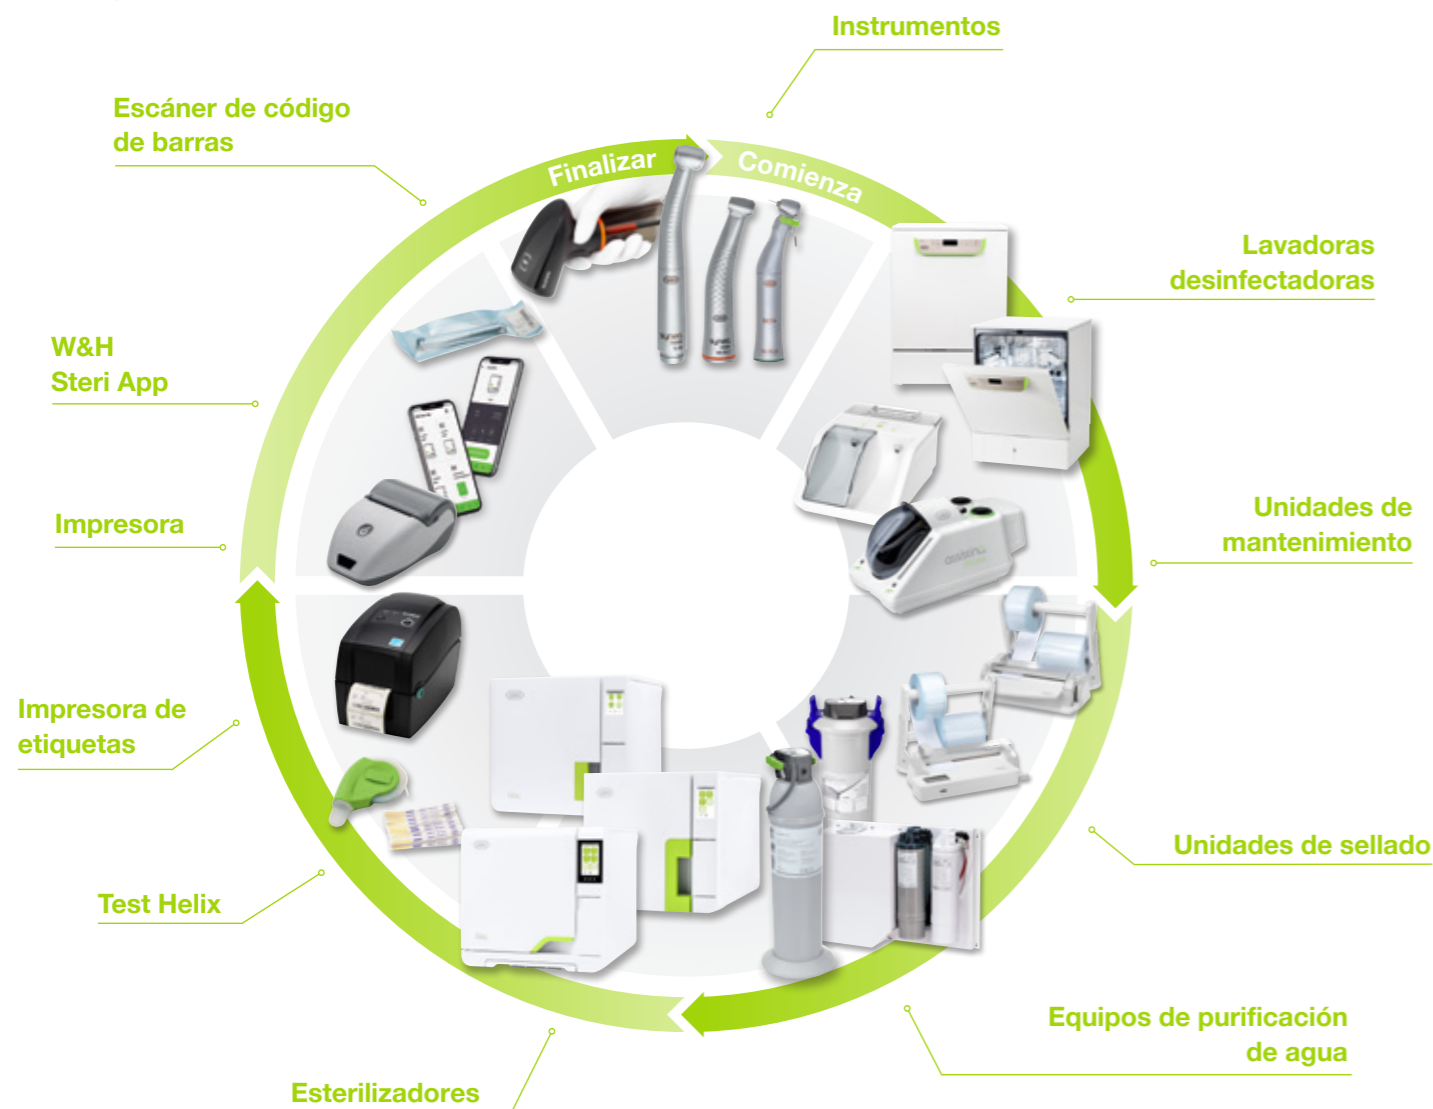 Instrumentos
Escáner de código
de barras
Finalizar
Comienza
Lavadoras
desinfectadoras
W&H
Steri App
Unidades de
mantenimiento
Impresora
assistina
Impresora de
etiquetas
Unidades de sellado
Test Helix
Equipos de purificación
de agua
Esterilizadores